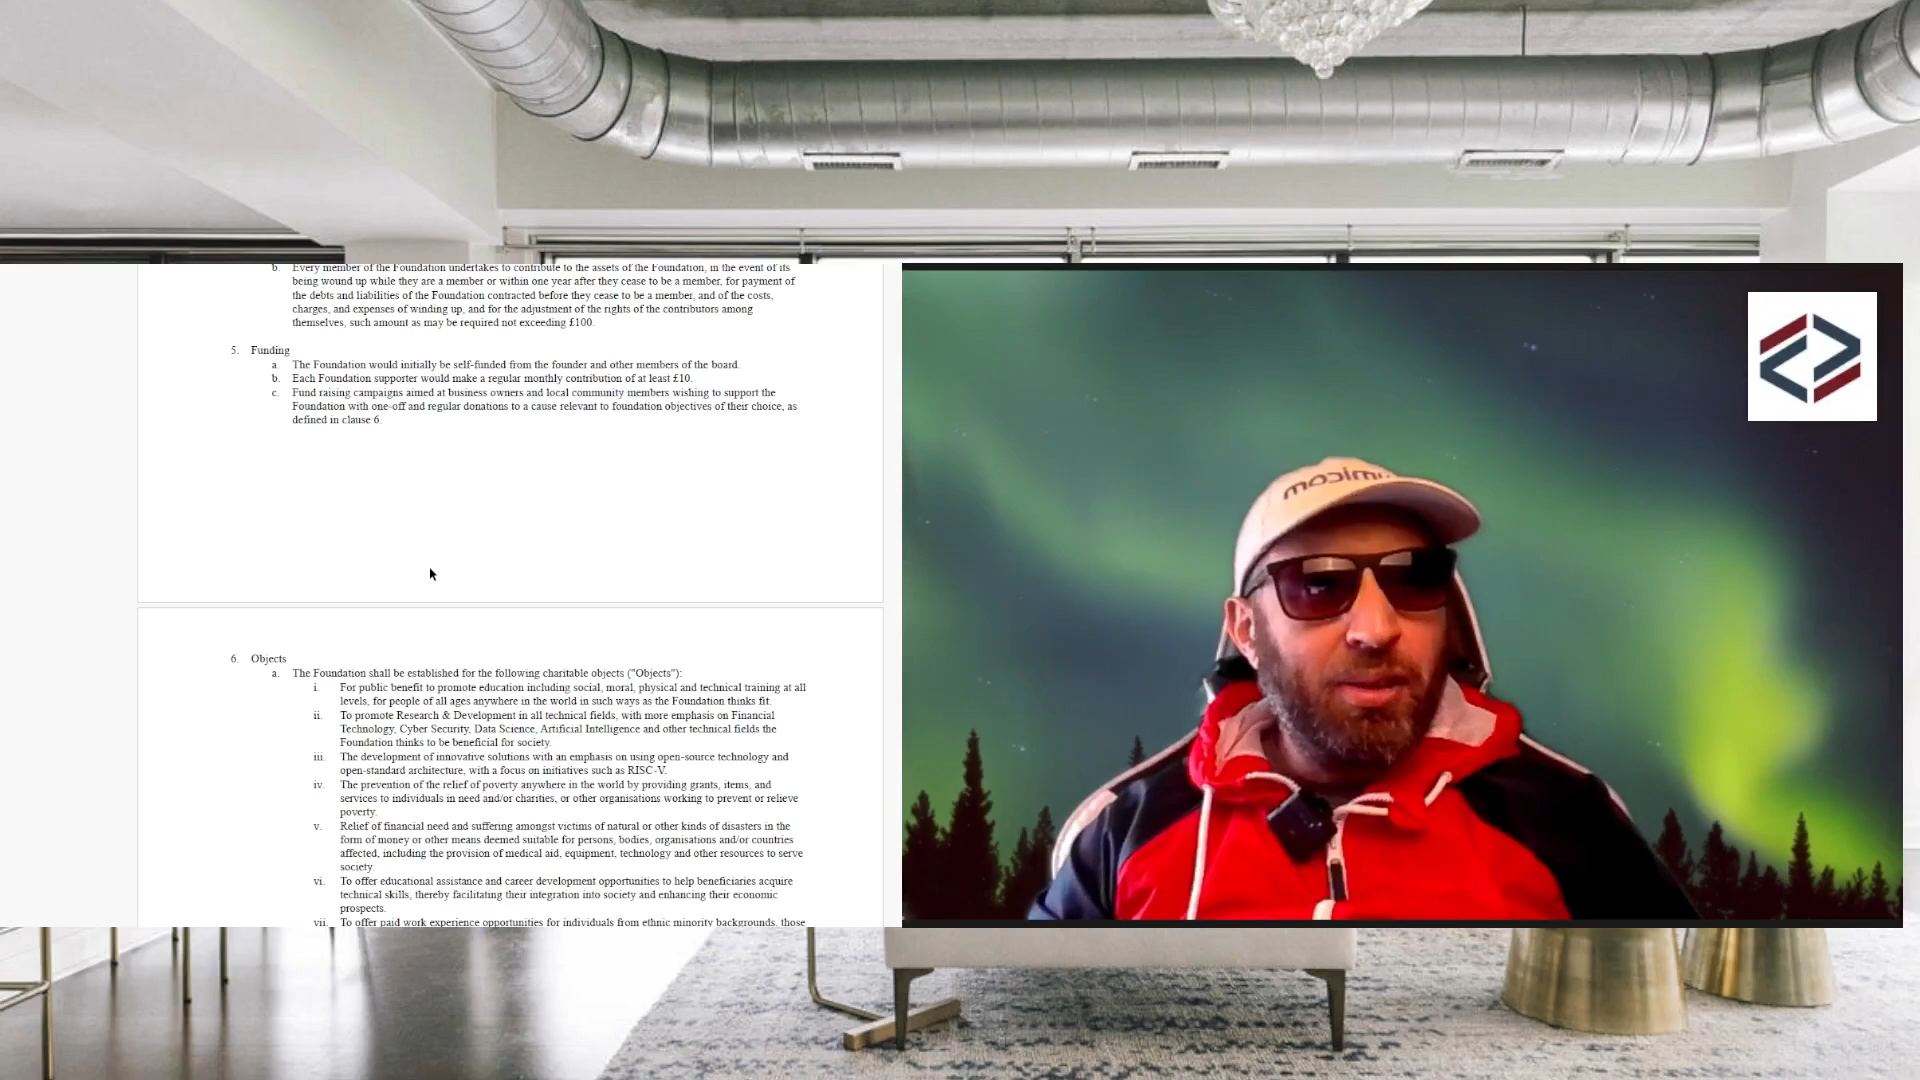 b. Every member of the Foundation undertakes to contribute to the assets of the Foundation, in the event of its
being wound up while they are a member or within one year after they cease to be a member, for payment of
the debts and liabilities of the Foundation contracted before they cease to be a member, and of the costs,
charges, and expenses of winding up, and for the adjustment of the rights of the contributors among
themselves, such amount as may be required not exceeding £100.
5. Funding
a. The Foundation would initially be self-funded from the founder and other members of the board.
b. Each Foundation supporter would make a regular monthly contribution of at least £10.
c. Fund raising campaigns aimed at business owners and local community members wishing to support the
Foundation with one-off and regular donations to a cause relevant to foundation objectives of their choice, as
defined in clause 6.
6. Objects
a. The Foundation shall be established for the following charitable objects ("Objects"):
i. For public benefit to promote education including social, moral, physical and technical training at all
levels, for people of all ages anywhere in the world in such ways as the Foundation thinks fit.
ii. To promote Research & Development in all technical fields, with more emphasis on Financial
Technology, Cyber Security, Data Science, Artificial Intelligence and other technical fields the
Foundation thinks to be beneficial for society.
iii. The development of innovative solutions with an emphasis on using open-source technology and
open-standard architecture, with a focus on initiatives such as RISC-V.
iv. The prevention of the relief of poverty anywhere in the world by providing grants, items, and
services to individuals in need and/or charities, or other organisations working to prevent or relieve
poverty.
v. Relief of financial need and suffering amongst victims of natural or other kinds of disasters in the
form of money or other means deemed suitable for persons, bodies, organisations and/or countries
affected, including the provision of medical aid, equipment, technology and other resources to serve
society.
vi. To offer educational assistance and career development opportunities to help beneficiaries acquire
technical skills, thereby facilitating their integration into society and enhancing their economic
prospects.
vii. To offer paid work experience opportunities for individuals from ethnic minority backgrounds, those